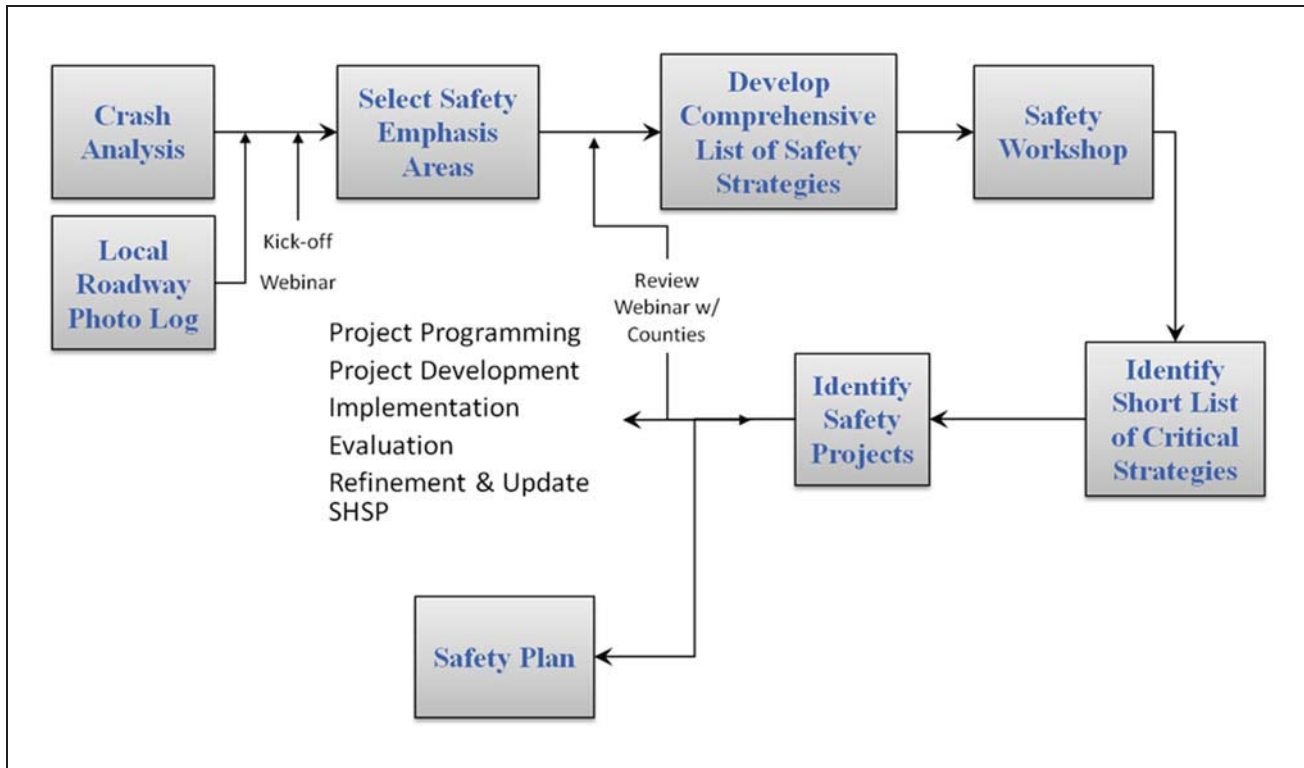 Crash
Analysis
Local
Roadway
Photo Log
Kick-off
Webinar
Select Safety
Emphasis
Areas
Develop
Comprehensive
List of Safety
Strategies
Safety
Workshop
Review
Webinar w/
Counties
Identify
Short List
of Critical
Strategies
Identify
Safety
Projects
Project Programming
Project Development
Implementation
Evaluation
Refinement & Update
SHSP
Safety Plan